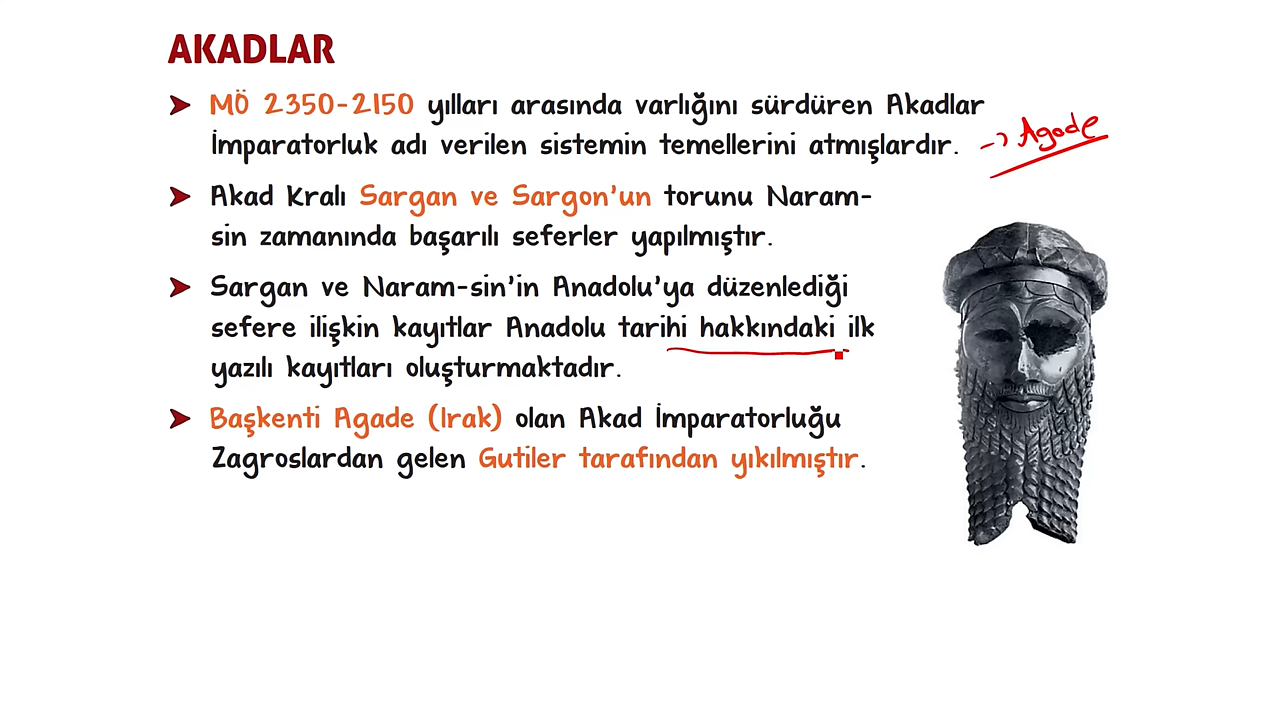 AKADLAR
➤ MÖ 2350-2150 yılları arasında varlığını sürdüren Akadlar
İmparatorluk adı verilen sistemin temellerini atmışlardır.
→ Agade
➤ Akad Kralı Sargan ve Sargon'un torunu Naram-
sin zamanında başarılı seferler yapılmıştır.
➤ Sargan ve Naram-sin'in Anadolu'ya düzenlediği
sefere ilişkin kayıtlar Anadolu tarihi hakkındaki ilk
yazılı kayıtları oluşturmaktadır.
➤ Başkenti Agade (Irak) olan Akad İmparatorluğu
Zagroslardan gelen Gutiler tarafından yıkılmıştır.